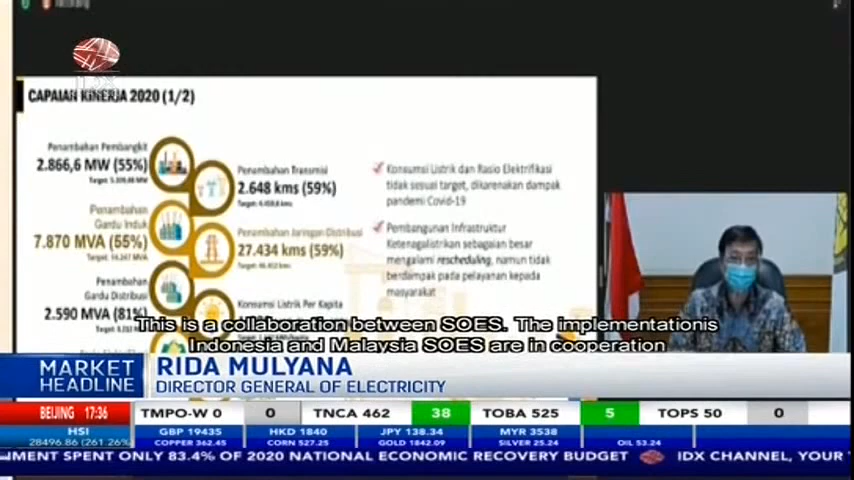 CAPAIAN KINERJA 2020 (1/2)
Penambahan Pembangkit
2.866,6 MW (55%)
Penambahan Transmisi
2.648 kms (59%)
Penambahan
Gardu Induk
7.870 MVA (55%)
Penambahan Jaringan Distribusi
27.434 kms (59%)
Penambahan
Gardu Distribusi
2.590 MVA (81%)
Konsumsi Listrik Per Kapita
Konsumsi Listrik dan Rasio Elektrifikasi
tidak sesuai target, dikarenakan dampak
pandemi Covid-19
Pembangunan Infrastruktur
Ketenagalistrikan sebagian besar
mengalami rescheduling, namun tidak
berdampak pada pelayanan kepada
masyarakat
This is a collaboration between SOES. The implementationis
Indonesia and Malaysia SOES are in cooperation
MARKET
HEADLINE
RIDA MULYANA
DIRECTOR GENERAL OF ELECTRICITY
BEIJING 17:36 TMPO-W 0 0 TNCA 462 38 TOBA 525 5 TOPS 50 0
HSI GBP 19435 HKD 1840 JPY 138.34 MYR 3538
28496.86 (261.26% COPPER 362.45 CORN 527.25 GOLD 1842.09 SILVER 25.24 OIL 53.24
NMENT SPENT ONLY 83.4% OF 2020 NATIONAL ECONOMIC RECOVERY BUDGET IDX CHANNEL, YOUR